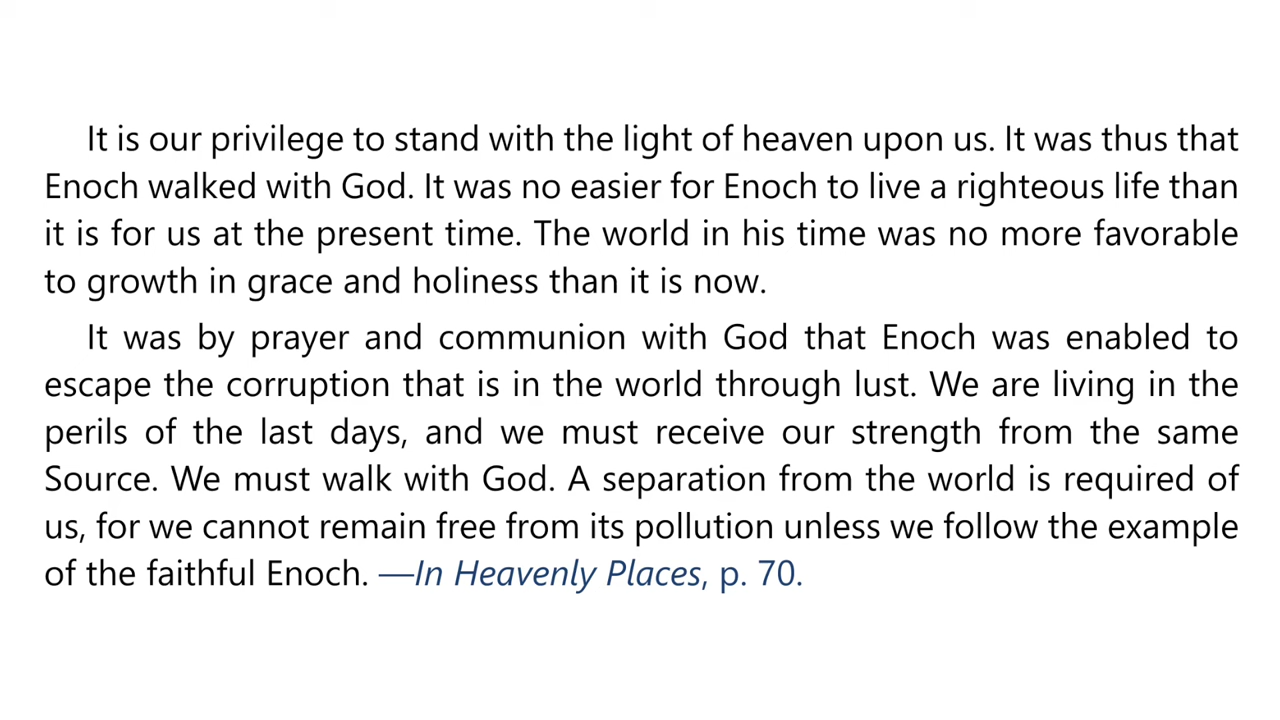 It is our privilege to stand with the light of heaven upon us. It was thus that
Enoch walked with God. It was no easier for Enoch to live a righteous life than
it is for us at the present time. The world in his time was no more favorable
to growth in grace and holiness than it is now.
It was by prayer and communion with God that Enoch was enabled to
escape the corruption that is in the world through lust. We are living in the
perils of the last days, and we must receive our strength from the same
Source. We must walk with God. A separation from the world is required of
us, for we cannot remain free from its pollution unless we follow the example
of the faithful Enoch. —In Heavenly Places, p. 70.